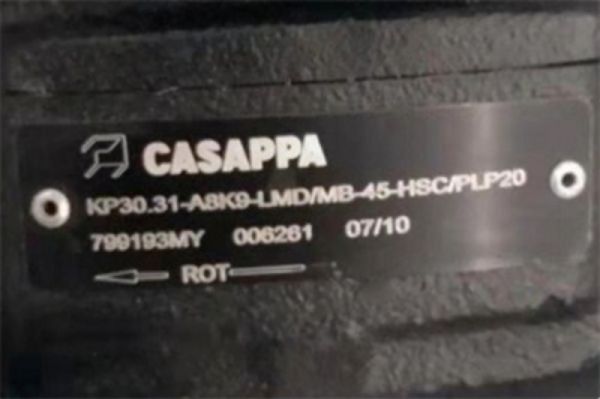 CASAPPA
KP30.31-A8K9-LMD/MB-45-HSC/PLP20
799193MY 006261 07/10
ROT